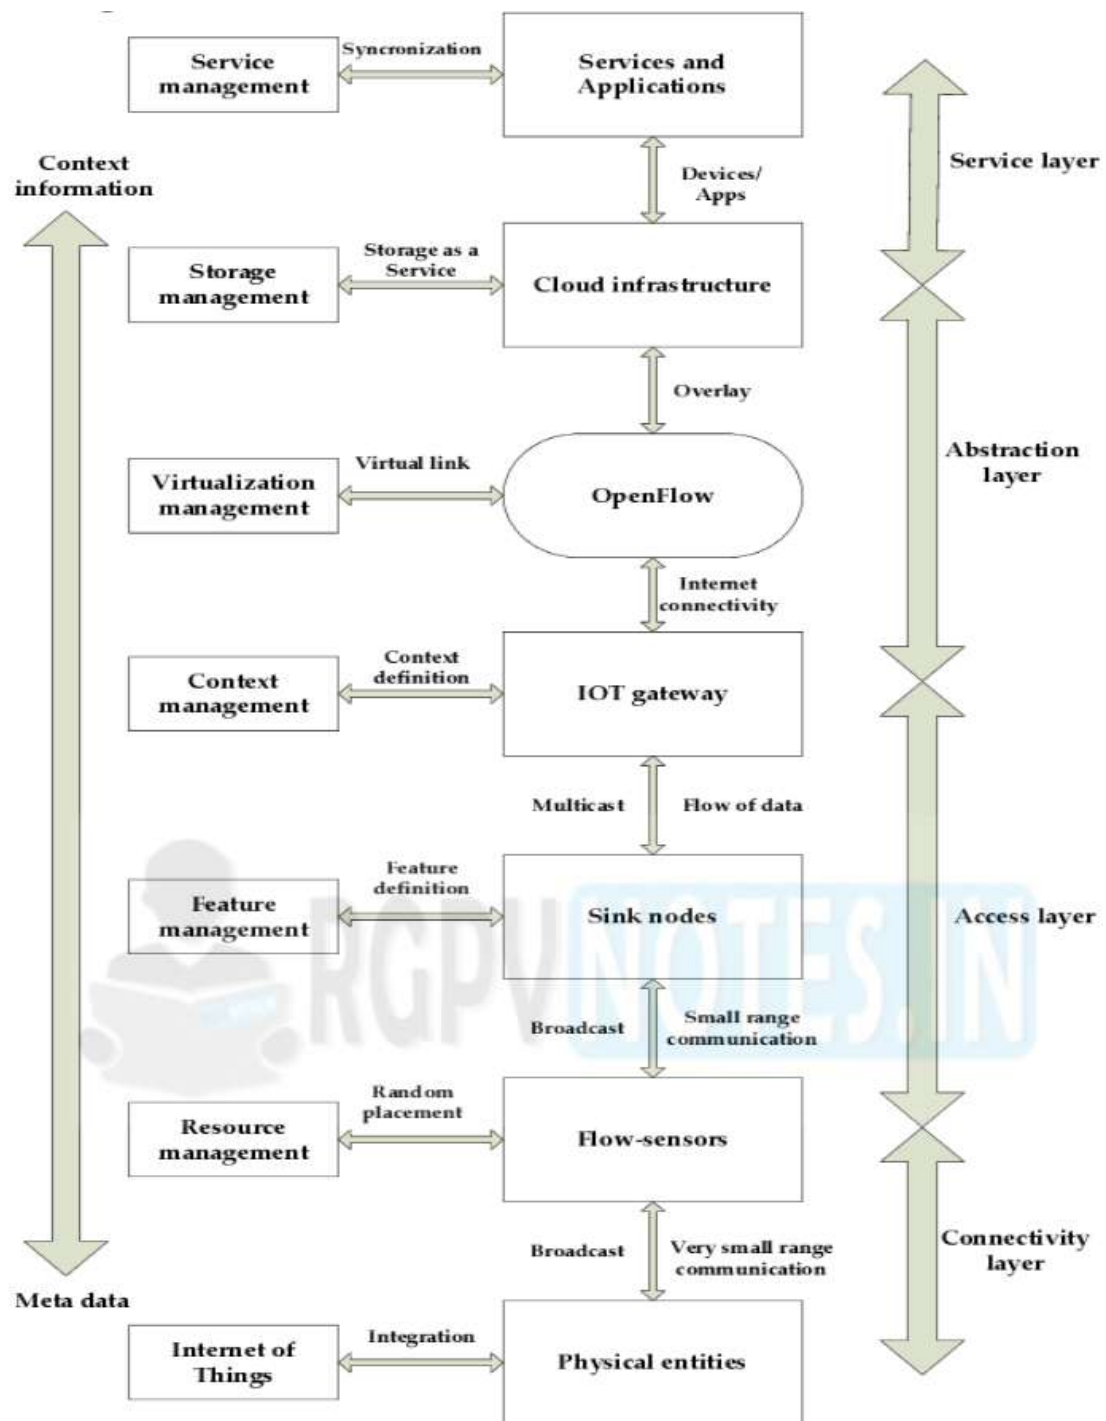 Service
management
Syncronization
Services and
Applications
Context
information
Devices/
Apps
Service layer
Storage
management
Storage as a
Service
Cloud infrastructure
Overlay
Abstraction
layer
Virtualization
management
Virtual link
OpenFlow
Internet
connectivity
Context
management
Context
definition
IOT gateway
Multicast
Flow of data
Feature
management
Feature
definition
Sink nodes
Access layer
RGPVNOTES.IN
Broadcast
Small range
communication
Resource
management
Random
placement
Flow-sensors
Broadcast
Very small range
communication
Connectivity
layer
Meta data
Internet of
Things
Integration
Physical entities